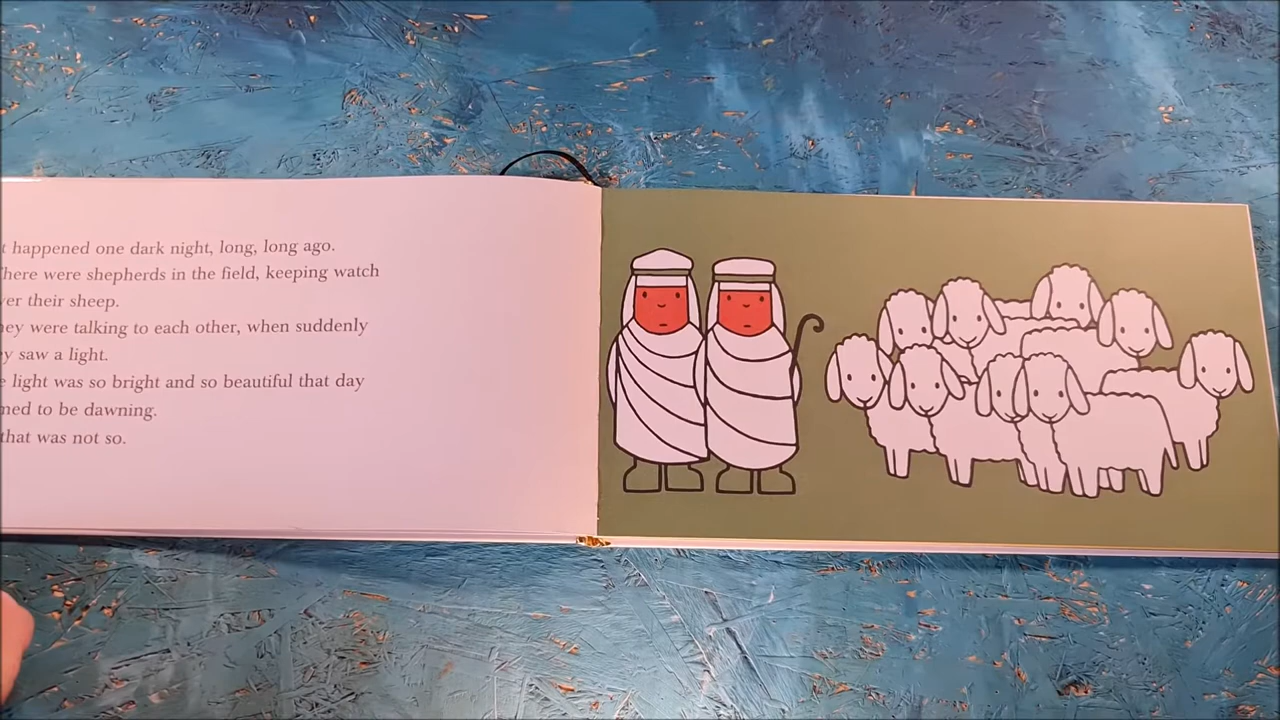 happened one dark night, long, long ago.
here were shepherds in the field, keeping watch
ver their sheep.
hey were talking to each other, when suddenly
y saw a light.
e light was so bright and so beautiful that day
med to be dawning.
that was not so.